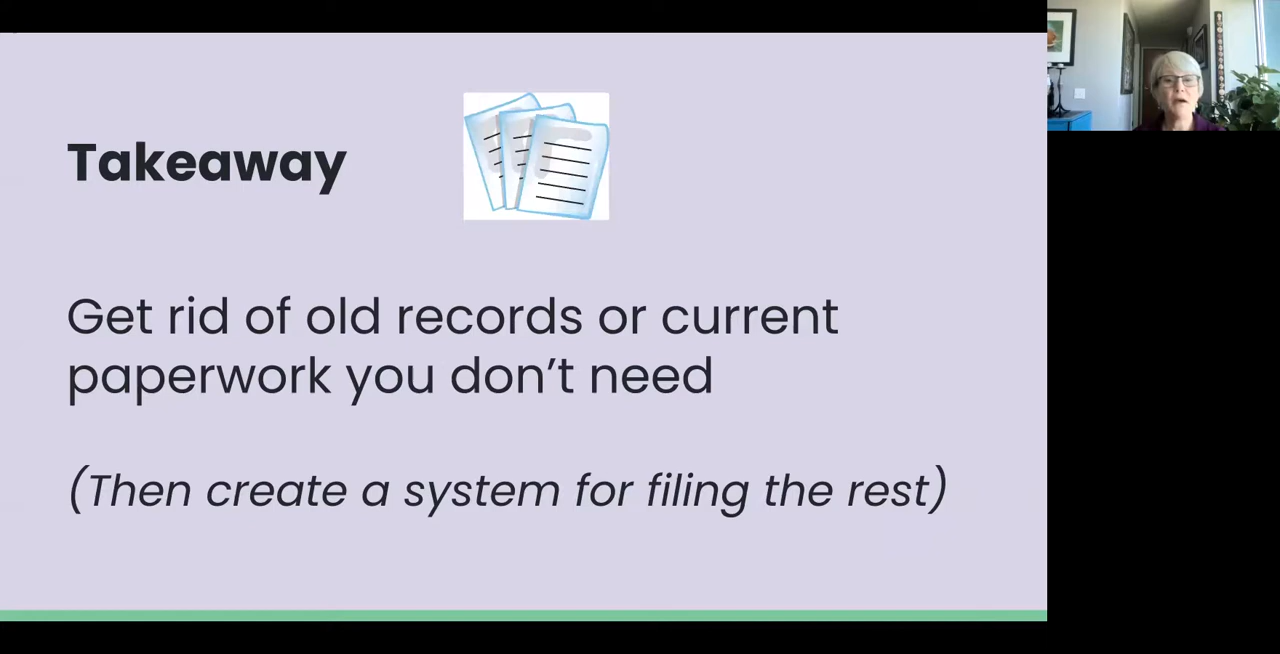 Takeaway
Get rid of old records or current
paperwork you don’t need
(Then create a system for filing the rest)